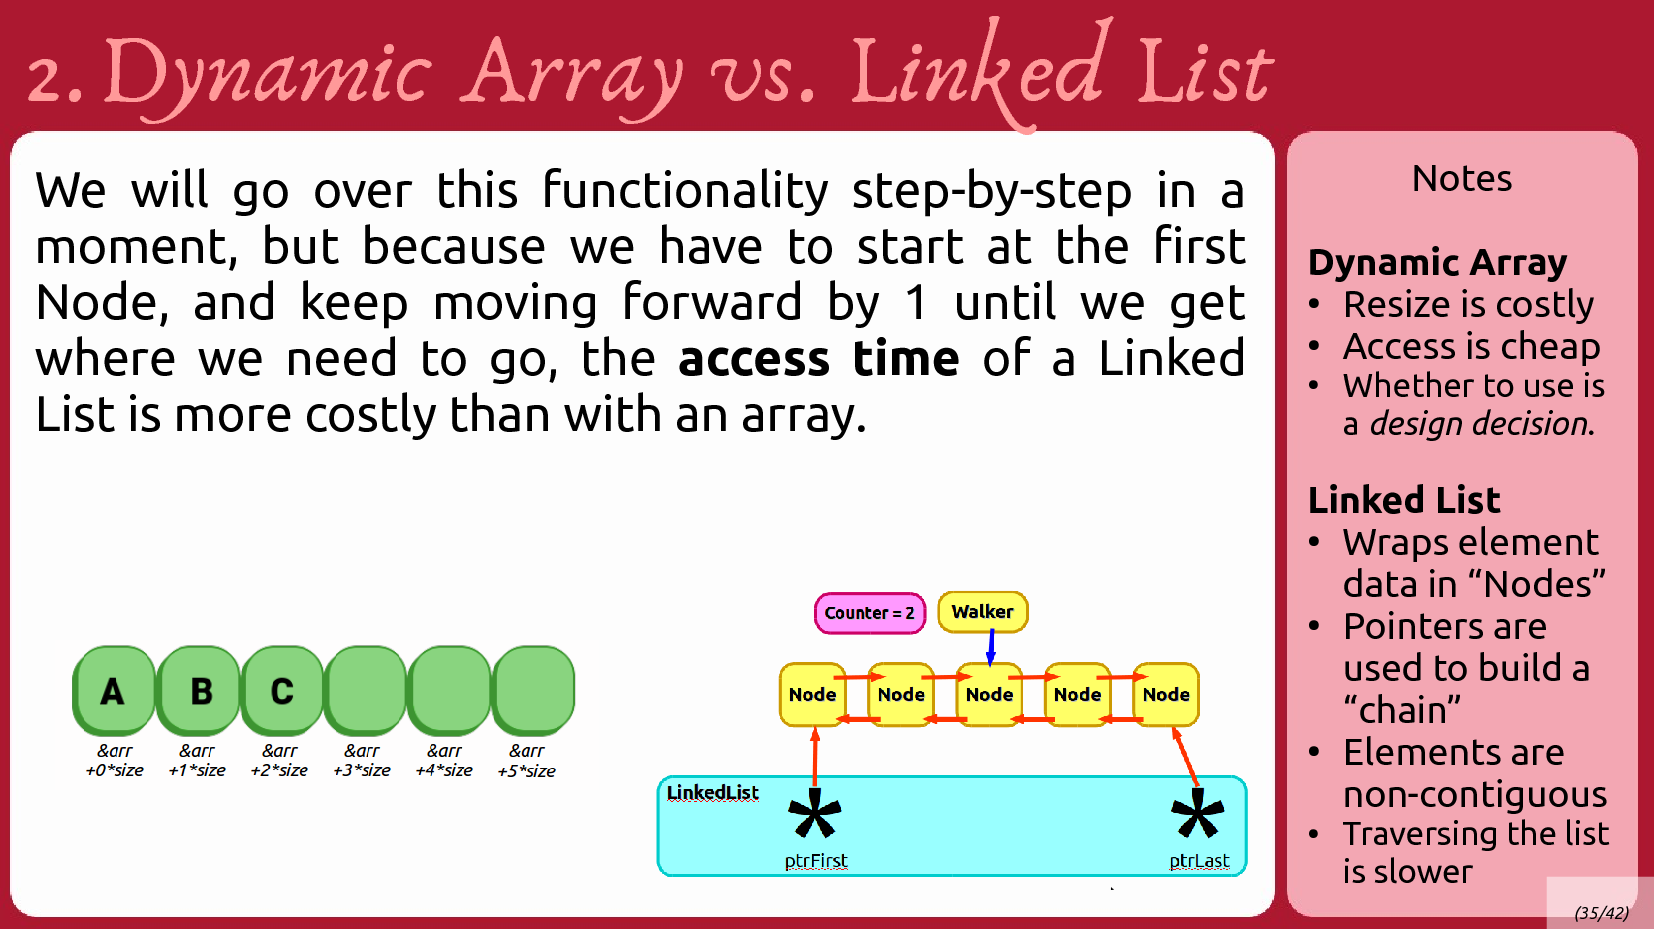 2. Dynamic Array vs. Linked List
We will go over this functionality step-by-step in a
moment, but because we have to start at the first
Node, and keep moving forward by 1 until we get
where we need to go, the access time of a Linked
List is more costly than with an array.
A B C
&arr +0*size
&arr +1*size
&arr +2*size
&arr +3*size
&arr +4*size
&arr +5*size
Counter = 2
Walker
Node Node Node Node Node
LinkedList
* *
ptrFirst
ptrLast
Notes
Dynamic Array
• Resize is costly
• Access is cheap
• Whether to use is
a design decision.
Linked List
• Wraps element
data in “Nodes”
• Pointers are
used to build a
“chain”
• Elements are
non-contiguous
• Traversing the list
is slower
(35/42)